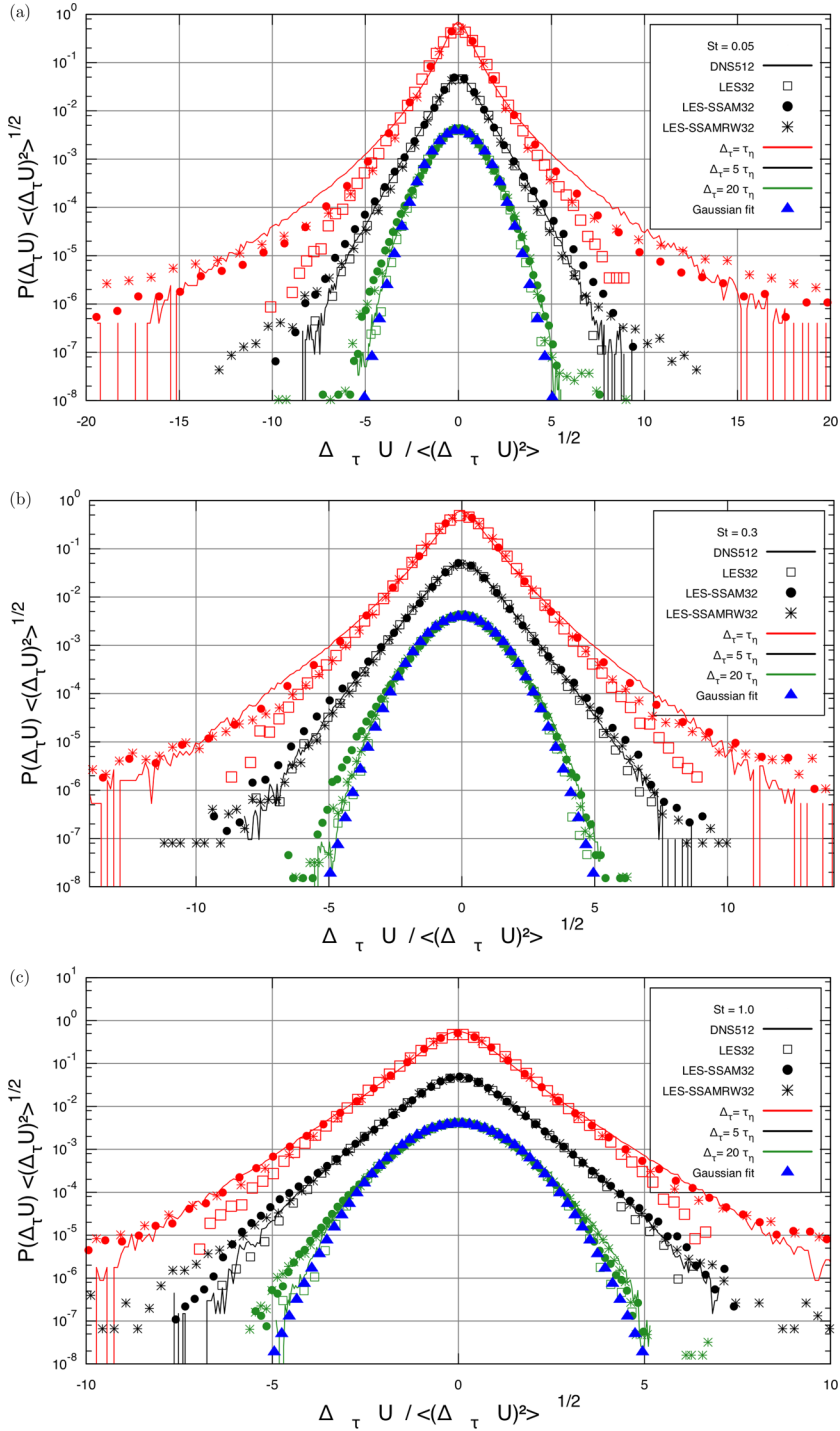 (a)
P(Δ_τ U) <(Δ_τ U)²>^1/2
10^0
10^-1
10^-2
10^-3
10^-4
10^-5
10^-6
10^-7
10^-8
St = 0.05
DNS512
LES32
LES-SSAM32
LES-SSAMRW32
Δ_τ = τ_η
Δ_τ = 5 τ_η
Δ_τ = 20 τ_η
Gaussian fit
-20 -15 -10 -5 0 5 10 15 20
Δ_τ U / <(Δ_τ U)²>^1/2
(b)
P(Δ_τ U) <(Δ_τ U)²>^1/2
10^0
10^-1
10^-2
10^-3
10^-4
10^-5
10^-6
10^-7
10^-8
St = 0.3
DNS512
LES32
LES-SSAM32
LES-SSAMRW32
Δ_τ = τ_η
Δ_τ = 5 τ_η
Δ_τ = 20 τ_η
Gaussian fit
-10 -5 0 5 10
Δ_τ U / <(Δ_τ U)²>^1/2
(c)
P(Δ_τ U) <(Δ_τ U)²>^1/2
10^1
10^0
10^-1
10^-2
10^-3
10^-4
10^-5
10^-6
10^-7
10^-8
St = 1.0
DNS512
LES32
LES-SSAM32
LES-SSAMRW32
Δ_τ = τ_η
Δ_τ = 5 τ_η
Δ_τ = 20 τ_η
Gaussian fit
-10 -5 0 5 10
Δ_τ U / <(Δ_τ U)²>^1/2